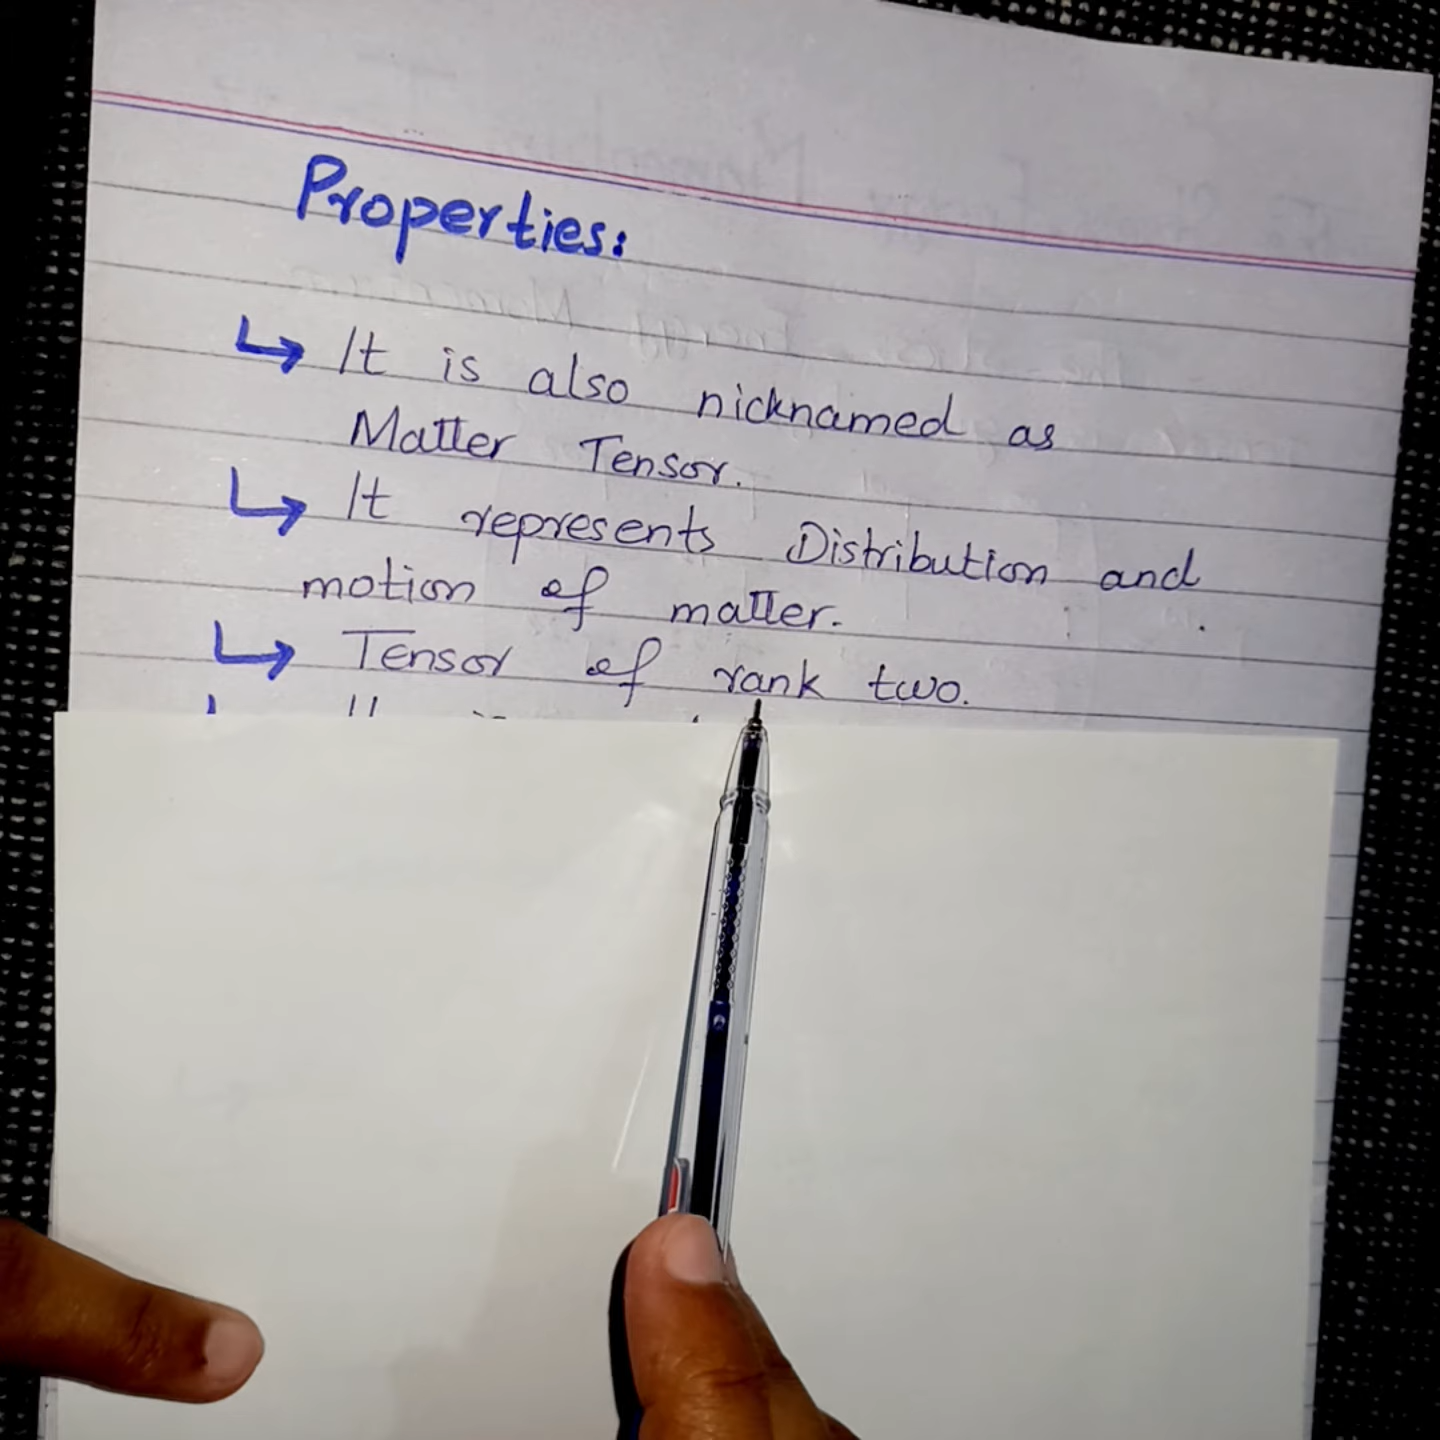 Properties:
↳ It is also nicknamed as
Matter Tensor.
↳ It represents Distribution and
motion of matter.
↳ Tensor of rank two.